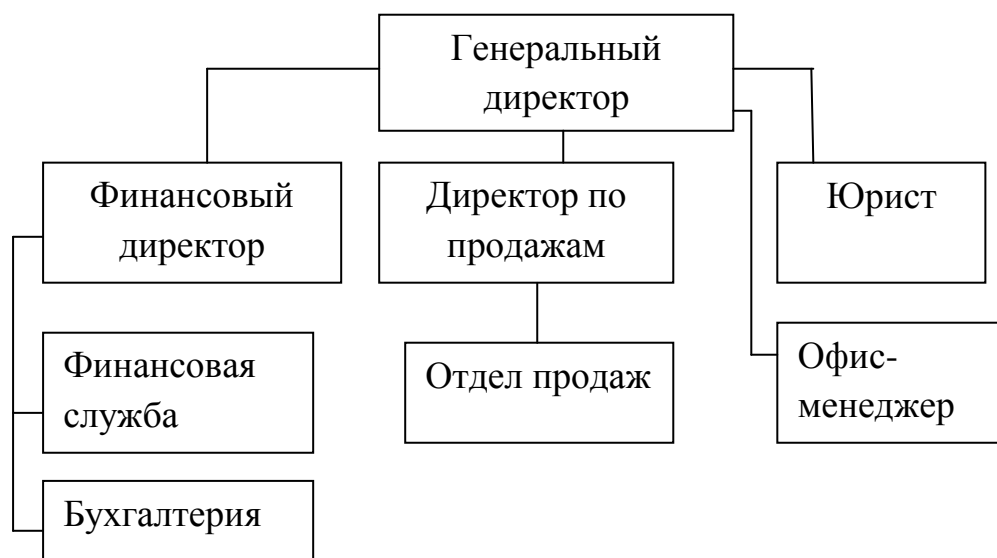 Генеральный
директор
Финансовый
директор
Директор по
продажам
Юрист
Финансовая
служба
Отдел продаж
Офис-
менеджер
Бухгалтерия